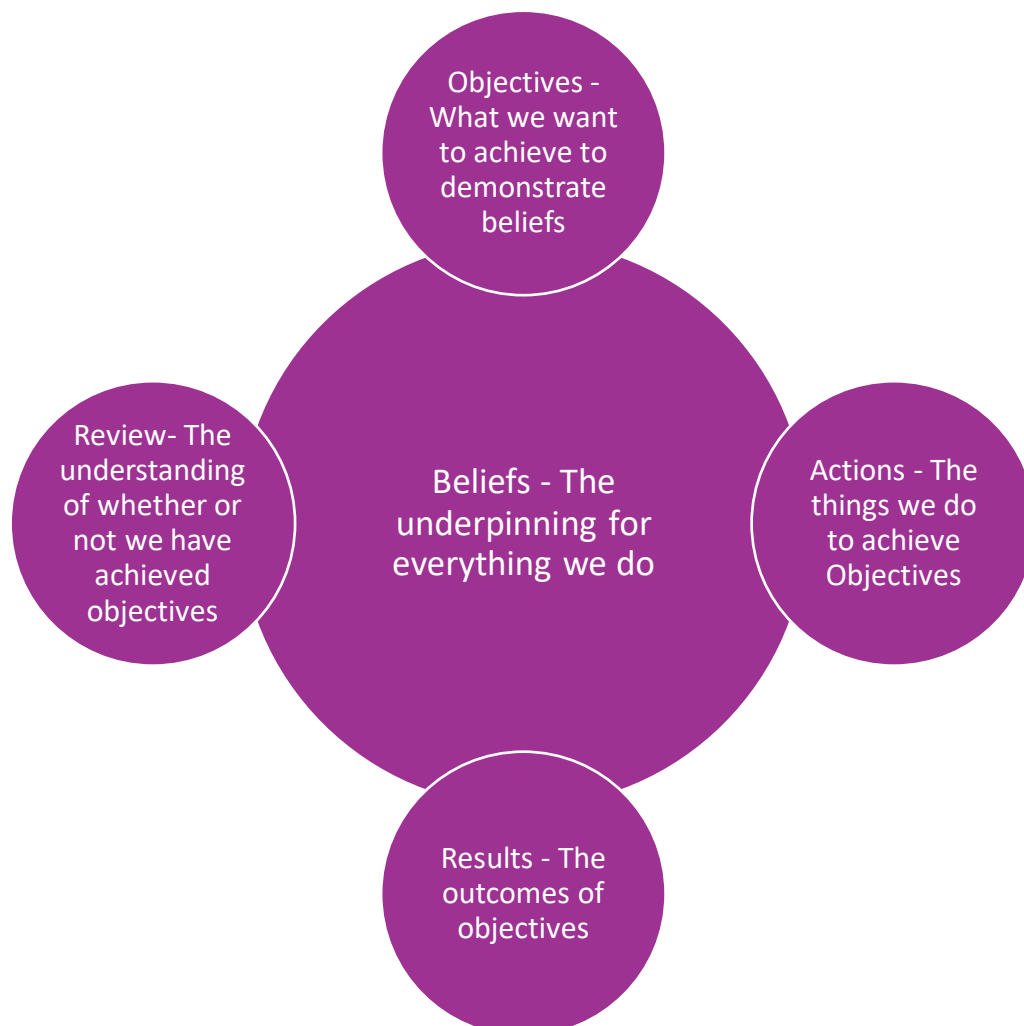 Objectives -
What we want
to achieve to
demonstrate
beliefs
Review- The
understanding
of whether or
not we have
achieved
objectives
Beliefs - The
underpinning for
everything we do
Actions - The
things we do
to achieve
Objectives
Results - The
outcomes of
objectives